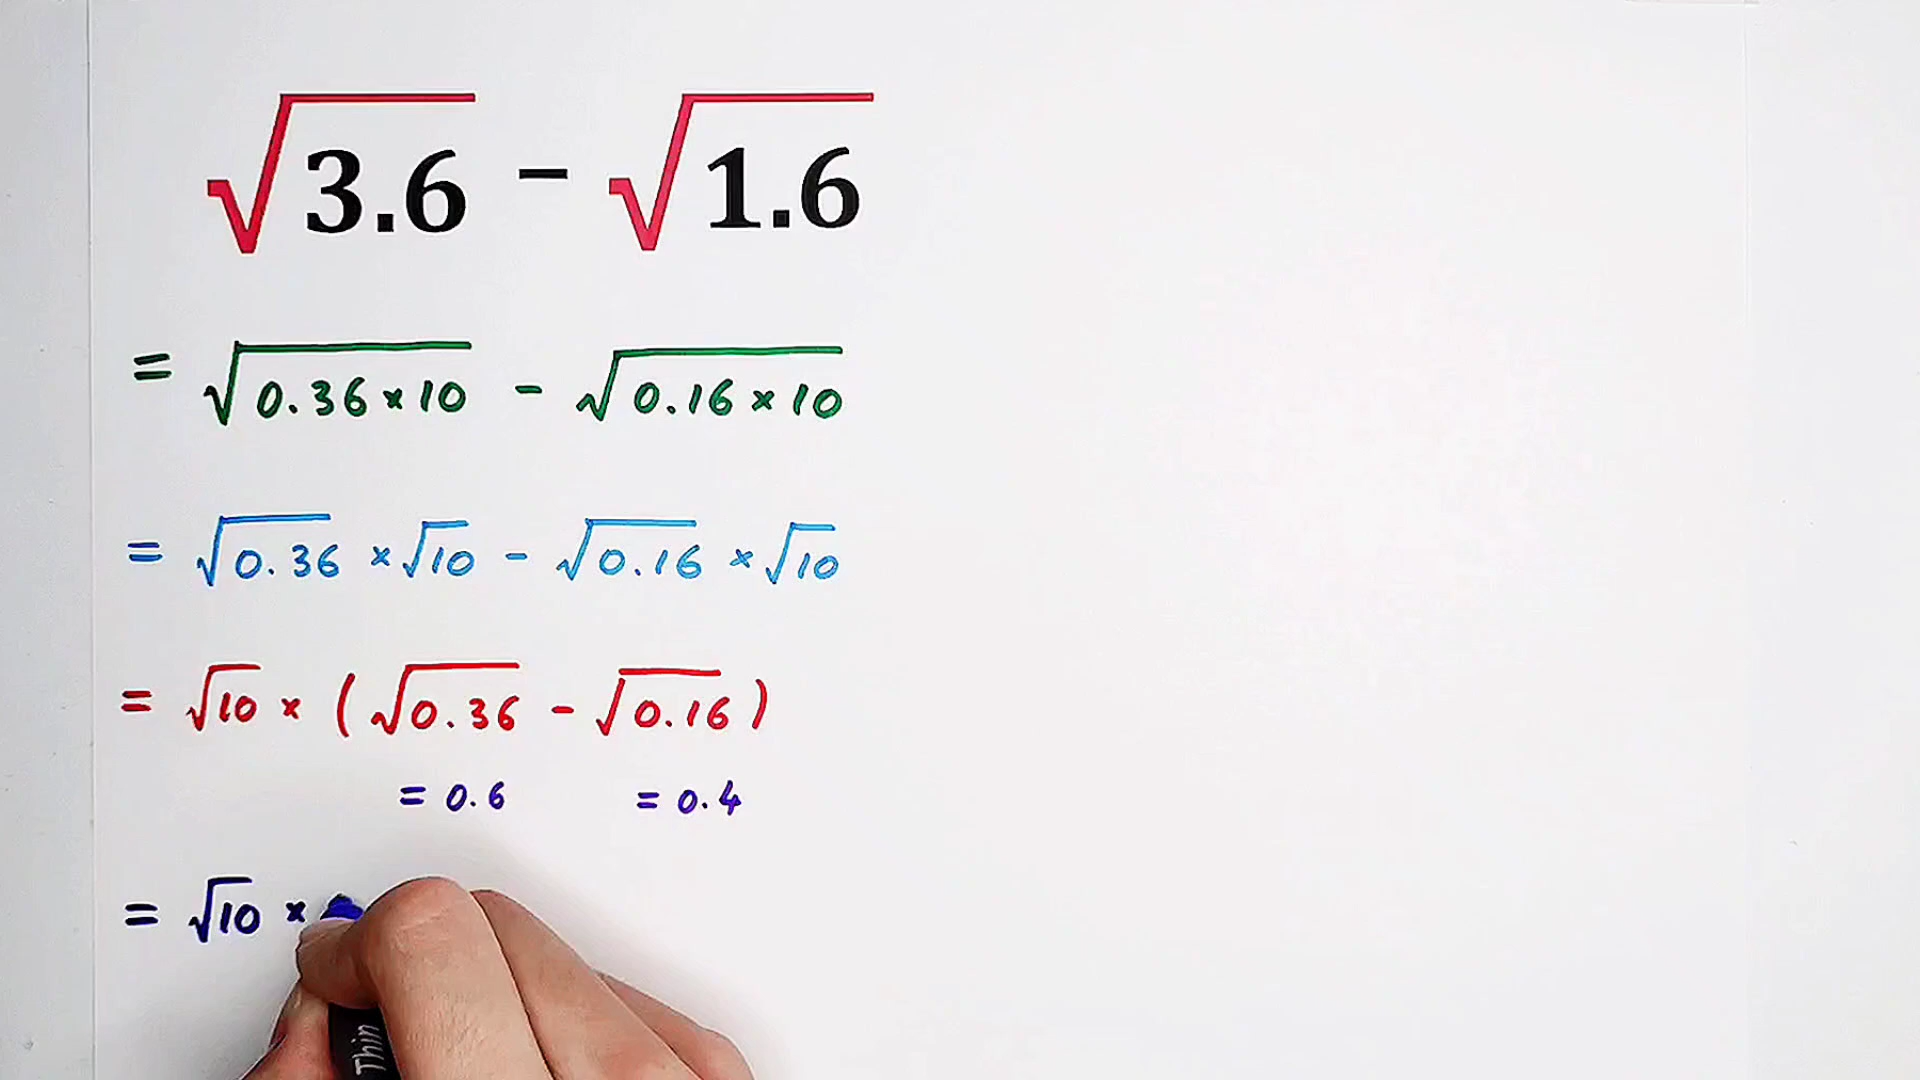 √3.6 − √1.6
= √0.36 × 10 - √0.16 × 10
= √0.36 × √10 - √0.16 × √10
= √10 × ( √0.36 - √0.16 )
= 0.6 = 0.4
= √10 ×
Thin